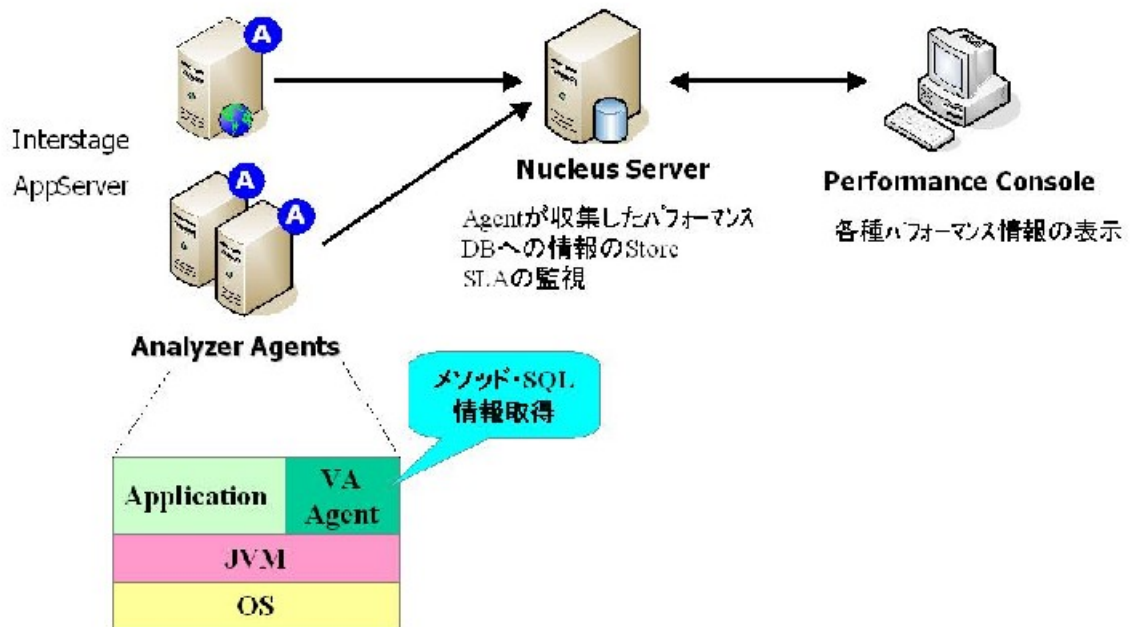 A
Interstage
AppServer
A
A
Analyzer Agents
Nucleus Server
Agentが収集したパフォーマンス
DBへの情報のStore
SLAの監視
Performance Console
各種パフォーマンス情報の表示
メソッド・SQL
情報取得
Application
VA
Agent
JVM
OS